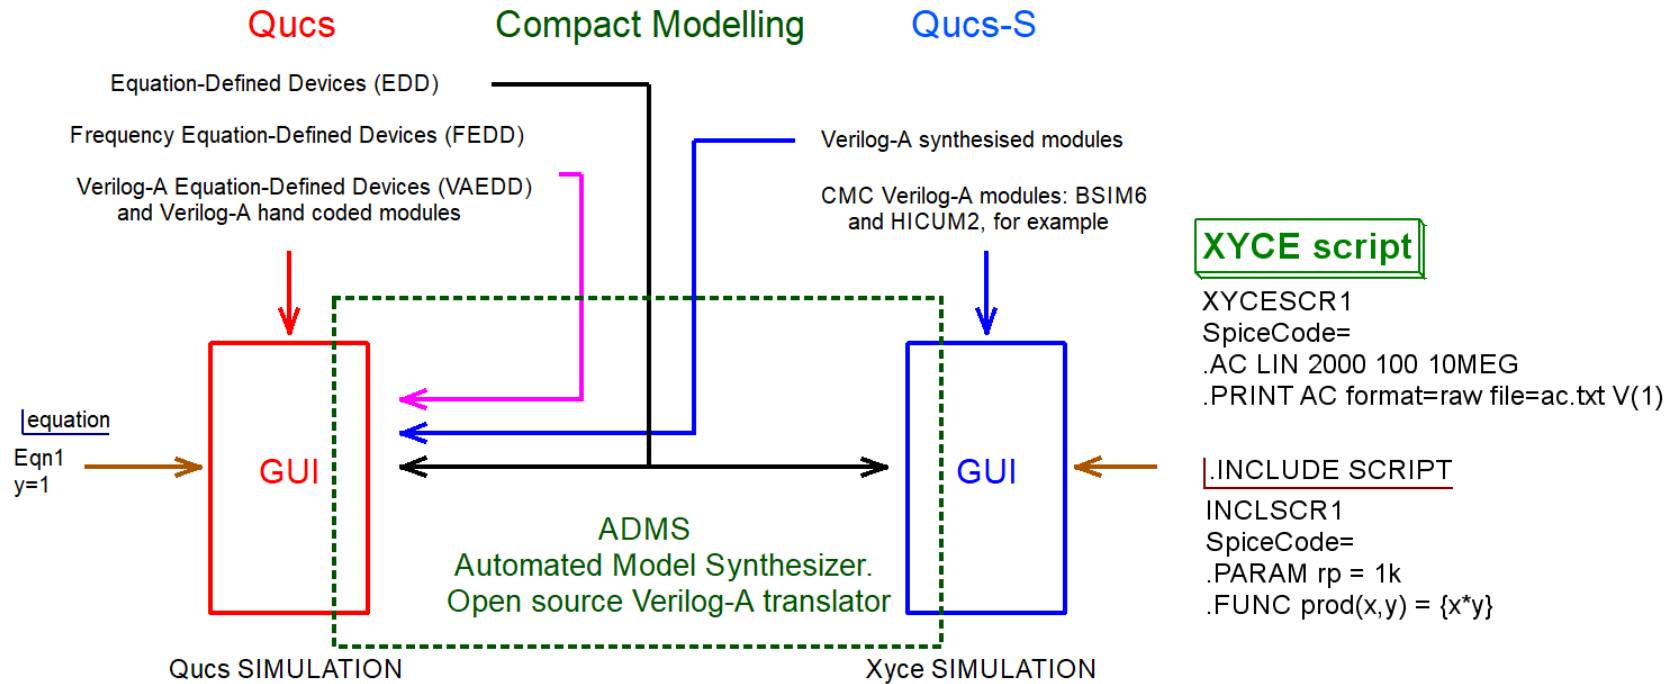 Qucs
Compact Modelling
Qucs-S
Equation-Defined Devices (EDD)
Frequency Equation-Defined Devices (FEDD)
Verilog-A Equation-Defined Devices (VAEDD)
and Verilog-A hand coded modules
Verilog-A synthesised modules
CMC Verilog-A modules: BSIM6
and HICUM2, for example
equation
Eqn1
y=1
GUI
GUI
ADMS
Automated Model Synthesizer.
Open source Verilog-A translator
Qucs SIMULATION
Xyce SIMULATION
XYCE script
XYCESCR1
SpiceCode=
.AC LIN 2000 100 10MEG
.PRINT AC format=raw file=ac.txt V(1)
.INCLUDE SCRIPT
INCLSCR1
SpiceCode=
.PARAM rp = 1k
.FUNC prod(x,y) = {x*y}